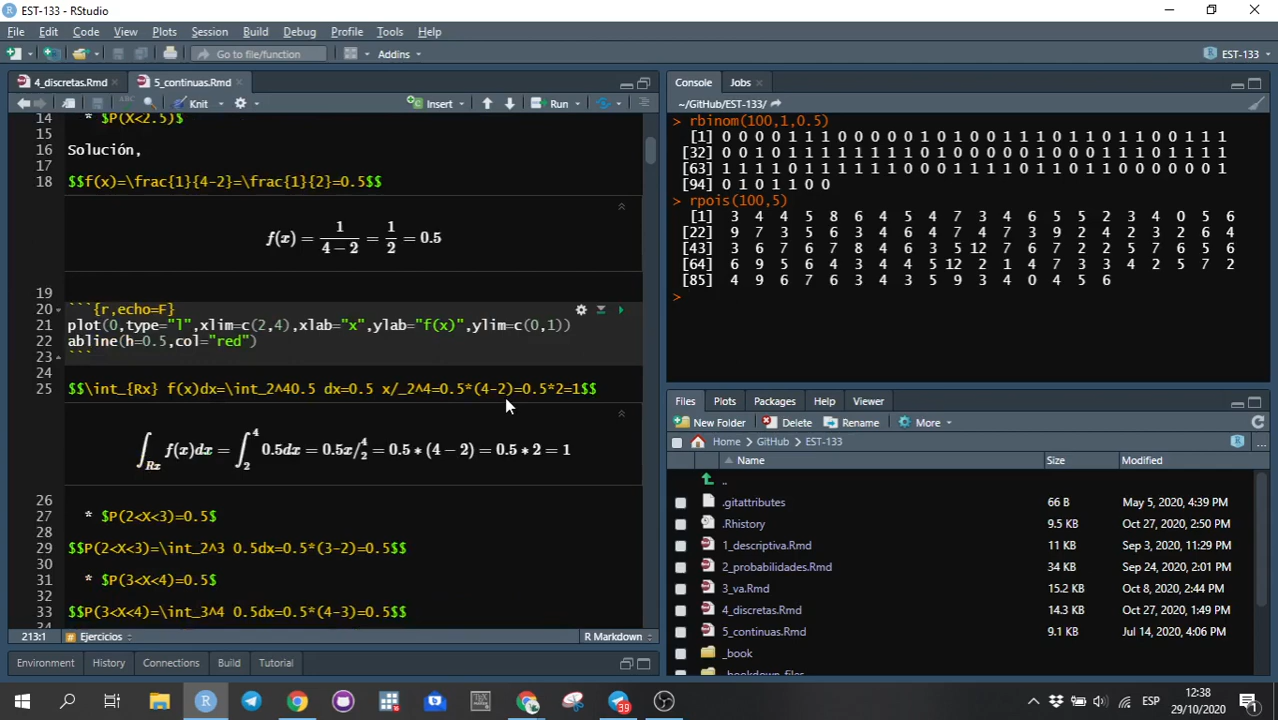 EST-133 - RStudio
File Edit Code View Plots Session Build Debug Profile Tools Help
Go to file/function Addins EST-133
4_discretas.Rmd 5_continuas.Rmd
ABC Knit Insert Run
14 * $P(X<2.5)$
15
16 Solución,
17
18 $$f(x)=\frac{1}{4-2}=\frac{1}{2}=0.5$$
f(x) = 1/(4 − 2) = 1/2 = 0.5
19
20 ```{r,echo=F}
21 plot(0,type="l",xlim=c(2,4),xlab="x",ylab="f(x)",ylim=c(0,1))
22 abline(h=0.5,col="red")
23 ```
24
25 $$\int_{Rx} f(x)dx=\int_2^40.5 dx=0.5 x/_2^4=0.5*(4-2)=0.5*2=1$$
∫_Rx f(x)dx = ∫_2^4 0.5dx = 0.5x/_2^4 = 0.5 * (4 − 2) = 0.5 * 2 = 1
26
27 * $P(2<X<3)=0.5$
28
29 $$P(2<X<3)=\int_2^3 0.5dx=0.5*(3-2)=0.5$$
30
31 * $P(3<X<4)=0.5$
32
33 $$P(3<X<4)=\int_3^4 0.5dx=0.5*(4-3)=0.5$$
34
213:1 Ejercicios R Markdown
Environment History Connections Build Tutorial
Console Jobs
~/GitHub/EST-133/
> rbinom(100,1,0.5)
[1] 0 0 0 0 1 1 1 0 0 0 0 0 1 0 1 0 0 1 1 1 0 1 1 0 1 1 0 0 1 1 1
[32] 0 0 1 0 1 1 1 1 1 1 1 1 0 1 1 0 1 0 0 0 0 0 1 0 0 0 1 1 1 0 1 1 1 1
[63] 1 1 1 1 0 1 1 1 1 1 1 0 0 0 1 1 1 1 0 1 1 0 1 1 0 0 0 0 0 0 1
[94] 0 1 0 1 1 0 0
> rpois(100,5)
[1] 3 4 4 5 8 6 4 5 4 7 3 4 6 5 5 2 3 4 0 5 6
[22] 9 7 3 5 6 3 4 6 7 4 7 3 9 2 4 2 3 2 6 4
[43] 3 6 7 6 7 8 4 6 3 5 12 7 6 7 2 2 5 7 6 5 6
[64] 6 9 5 6 4 3 4 4 5 12 2 1 4 7 3 3 4 2 5 7 2
[85] 4 9 6 7 6 3 4 3 5 9 3 4 0 4 5 6
>
Files Plots Packages Help Viewer
New Folder Delete Rename More
Home GitHub EST-133 ...
Name Size Modified
..
.gitattributes 66 B May 5, 2020, 4:39 PM
.Rhistory 9.5 KB Oct 27, 2020, 2:50 PM
1_descriptiva.Rmd 11 KB Sep 3, 2020, 11:29 PM
2_probabilidades.Rmd 34 KB Sep 24, 2020, 2:01 PM
3_va.Rmd 15.2 KB Oct 8, 2020, 2:44 PM
4_discretas.Rmd 14.3 KB Oct 27, 2020, 1:49 PM
5_continuas.Rmd 9.1 KB Jul 14, 2020, 4:06 PM
_book
_bookdown_files
39
ESP
12:38
29/10/2020
1